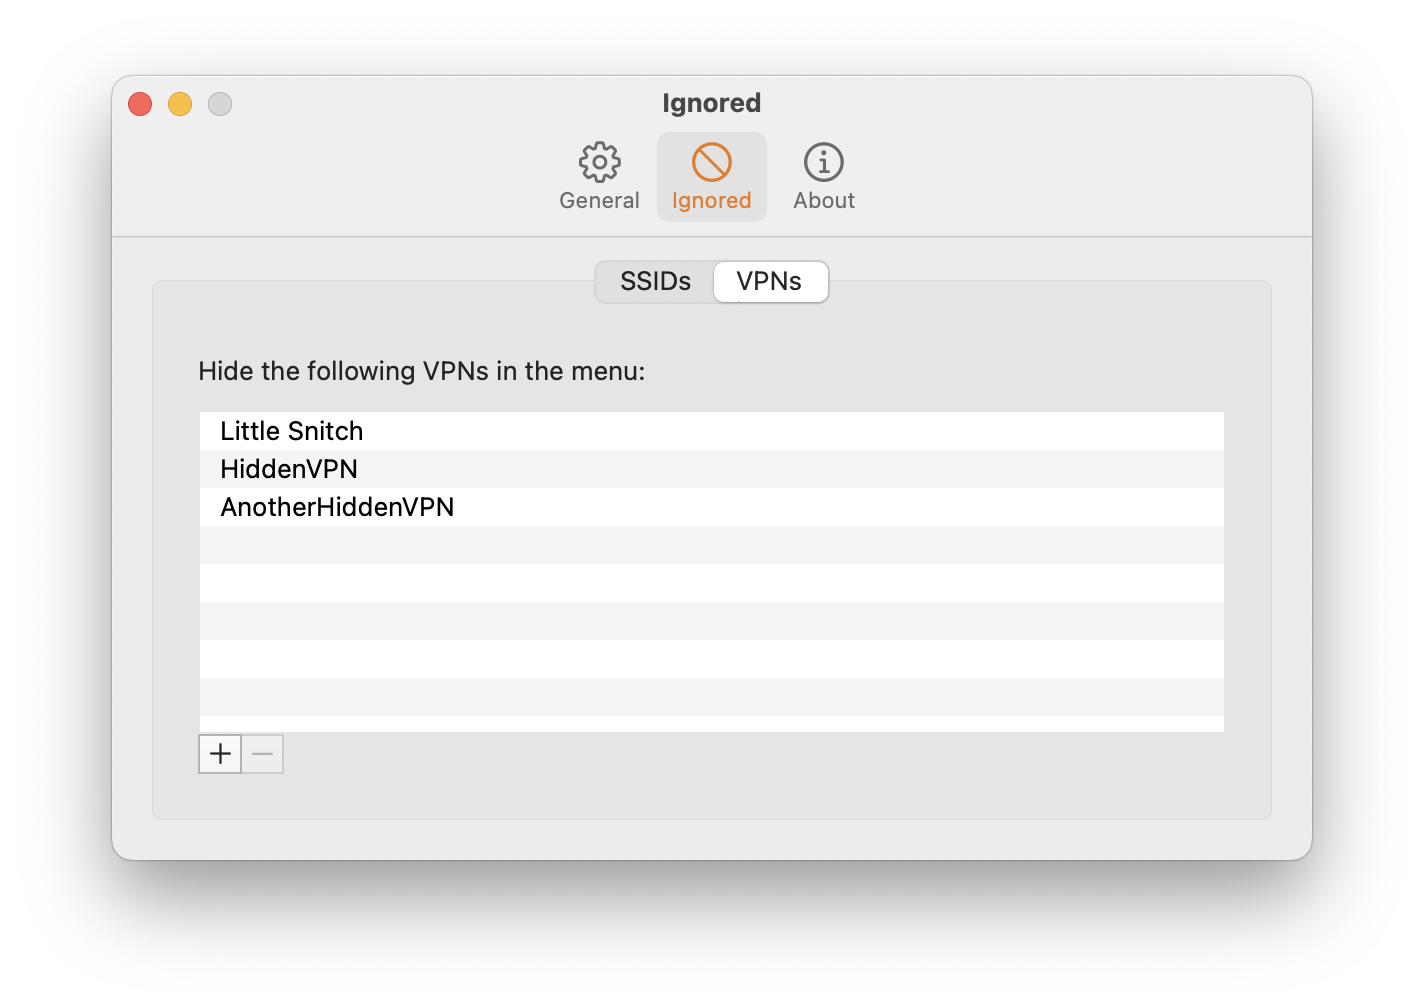 Ignored
General
Ignored
About
SSIDs
VPNs
Hide the following VPNs in the menu:
Little Snitch
HiddenVPN
AnotherHiddenVPN